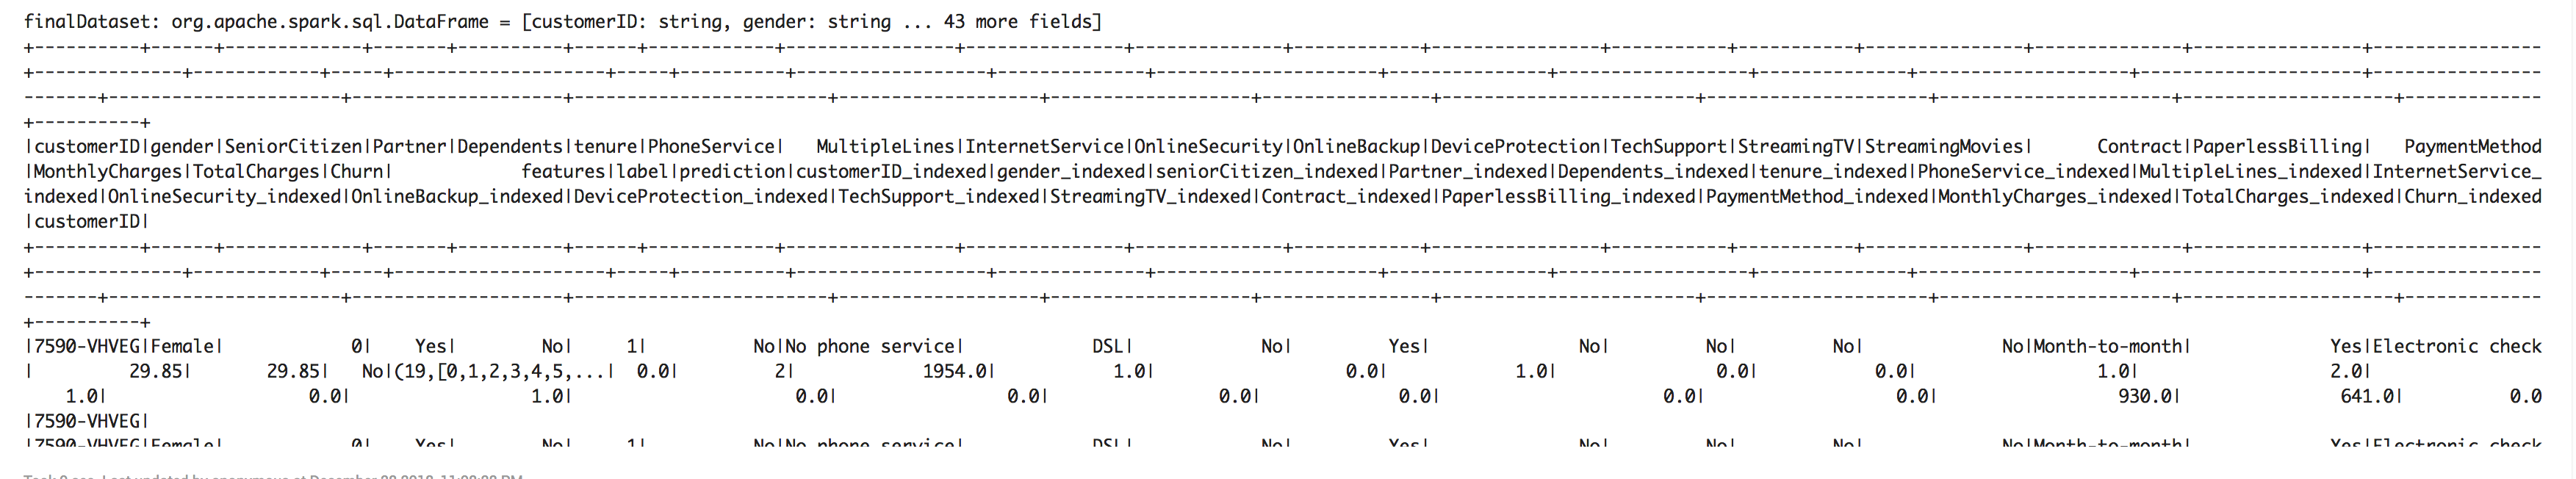 finalDataset: org.apache.spark.sql.DataFrame = [customerID: string, gender: string ... 43 more fields]
+----------+------+-------------+-------+----------+------+------------+----------------+---------------+--------------+------------+----------------+-----------+-----------+---------------+--------------+----------------+----------------
+--------------+------------+-----+--------------------+-----+----------+------------------+--------------+---------------------+---------------+------------------+--------------+--------------------+---------------------+----------------
-------+----------------------+--------------------+------------------------+-------------------+-------------------+----------------+------------------------+---------------------+----------------------+--------------------+-------------
+----------+
|customerID|gender|SeniorCitizen|Partner|Dependents|tenure|PhoneService|   MultipleLines|InternetService|OnlineSecurity|OnlineBackup|DeviceProtection|TechSupport|StreamingTV|StreamingMovies|      Contract|PaperlessBilling|   PaymentMethod
|MonthlyCharges|TotalCharges|Churn|            features|label|prediction|customerID_indexed|gender_indexed|seniorCitizen_indexed|Partner_indexed|Dependents_indexed|tenure_indexed|PhoneService_indexed|MultipleLines_indexed|InternetService_
indexed|OnlineSecurity_indexed|OnlineBackup_indexed|DeviceProtection_indexed|TechSupport_indexed|StreamingTV_indexed|Contract_indexed|PaperlessBilling_indexed|PaymentMethod_indexed|MonthlyCharges_indexed|TotalCharges_indexed|Churn_indexed
|customerID|
+----------+------+-------------+-------+----------+------+------------+----------------+---------------+--------------+------------+----------------+-----------+-----------+---------------+--------------+----------------+----------------
+--------------+------------+-----+--------------------+-----+----------+------------------+--------------+---------------------+---------------+------------------+--------------+--------------------+---------------------+----------------
-------+----------------------+--------------------+------------------------+-------------------+-------------------+----------------+------------------------+---------------------+----------------------+--------------------+-------------
+----------+
|7590-VHVEG|Female|            0|    Yes|        No|     1|          No|No phone service|            DSL|            No|         Yes|              No|         No|         No|             No|Month-to-month|             Yes|Electronic check
|         29.85|       29.85|   No|(19,[0,1,2,3,4,5,...|  0.0|         2|            1954.0|           1.0|                  0.0|            1.0|               0.0|           0.0|                 1.0|                  2.0|
    1.0|                   0.0|                 1.0|                     0.0|                0.0|                0.0|             0.0|                     0.0|                  0.0|                 930.0|               641.0|          0.0
|7590-VHVEG|
|7590-VHVEG|Female|            0|    Yes|        No|     1|          No|No phone service|            DSL|            No|         Yes|              No|         No|         No|             No|Month-to-month|             Yes|Electronic check